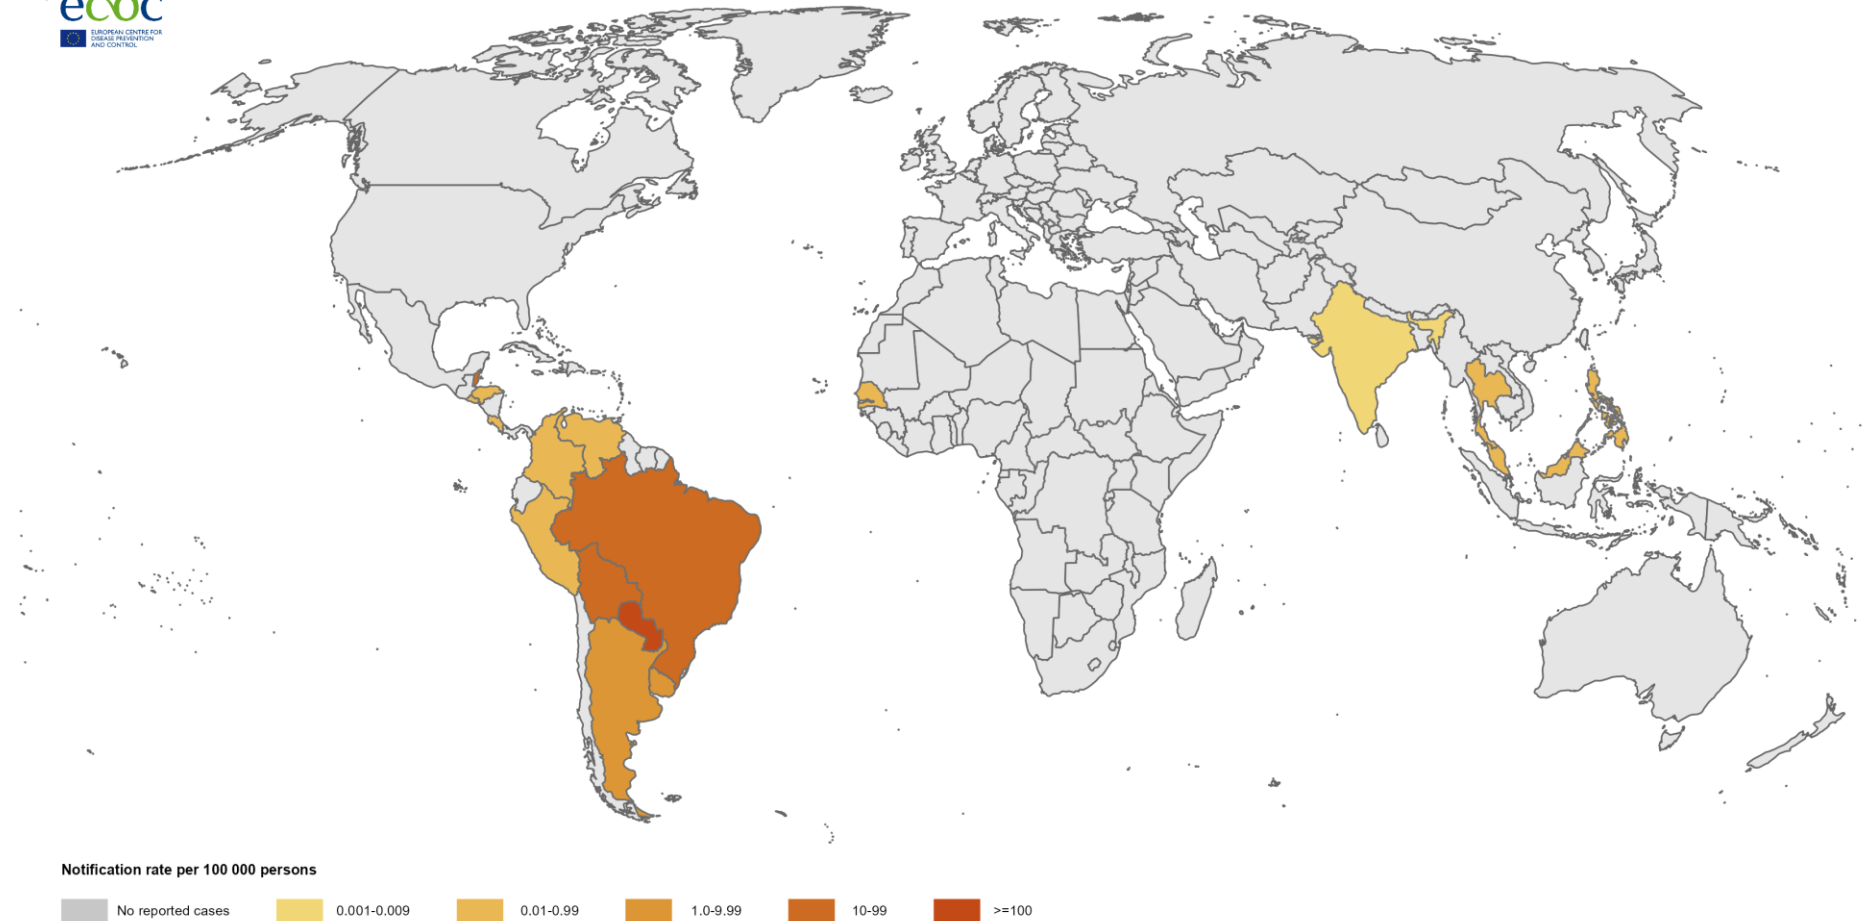 ecdc
EUROPEAN CENTRE FOR
DISEASE PREVENTION
AND CONTROL
Notification rate per 100 000 persons
No reported cases 0.001-0.009 0.01-0.99 1.0-9.99 10-99 >=100